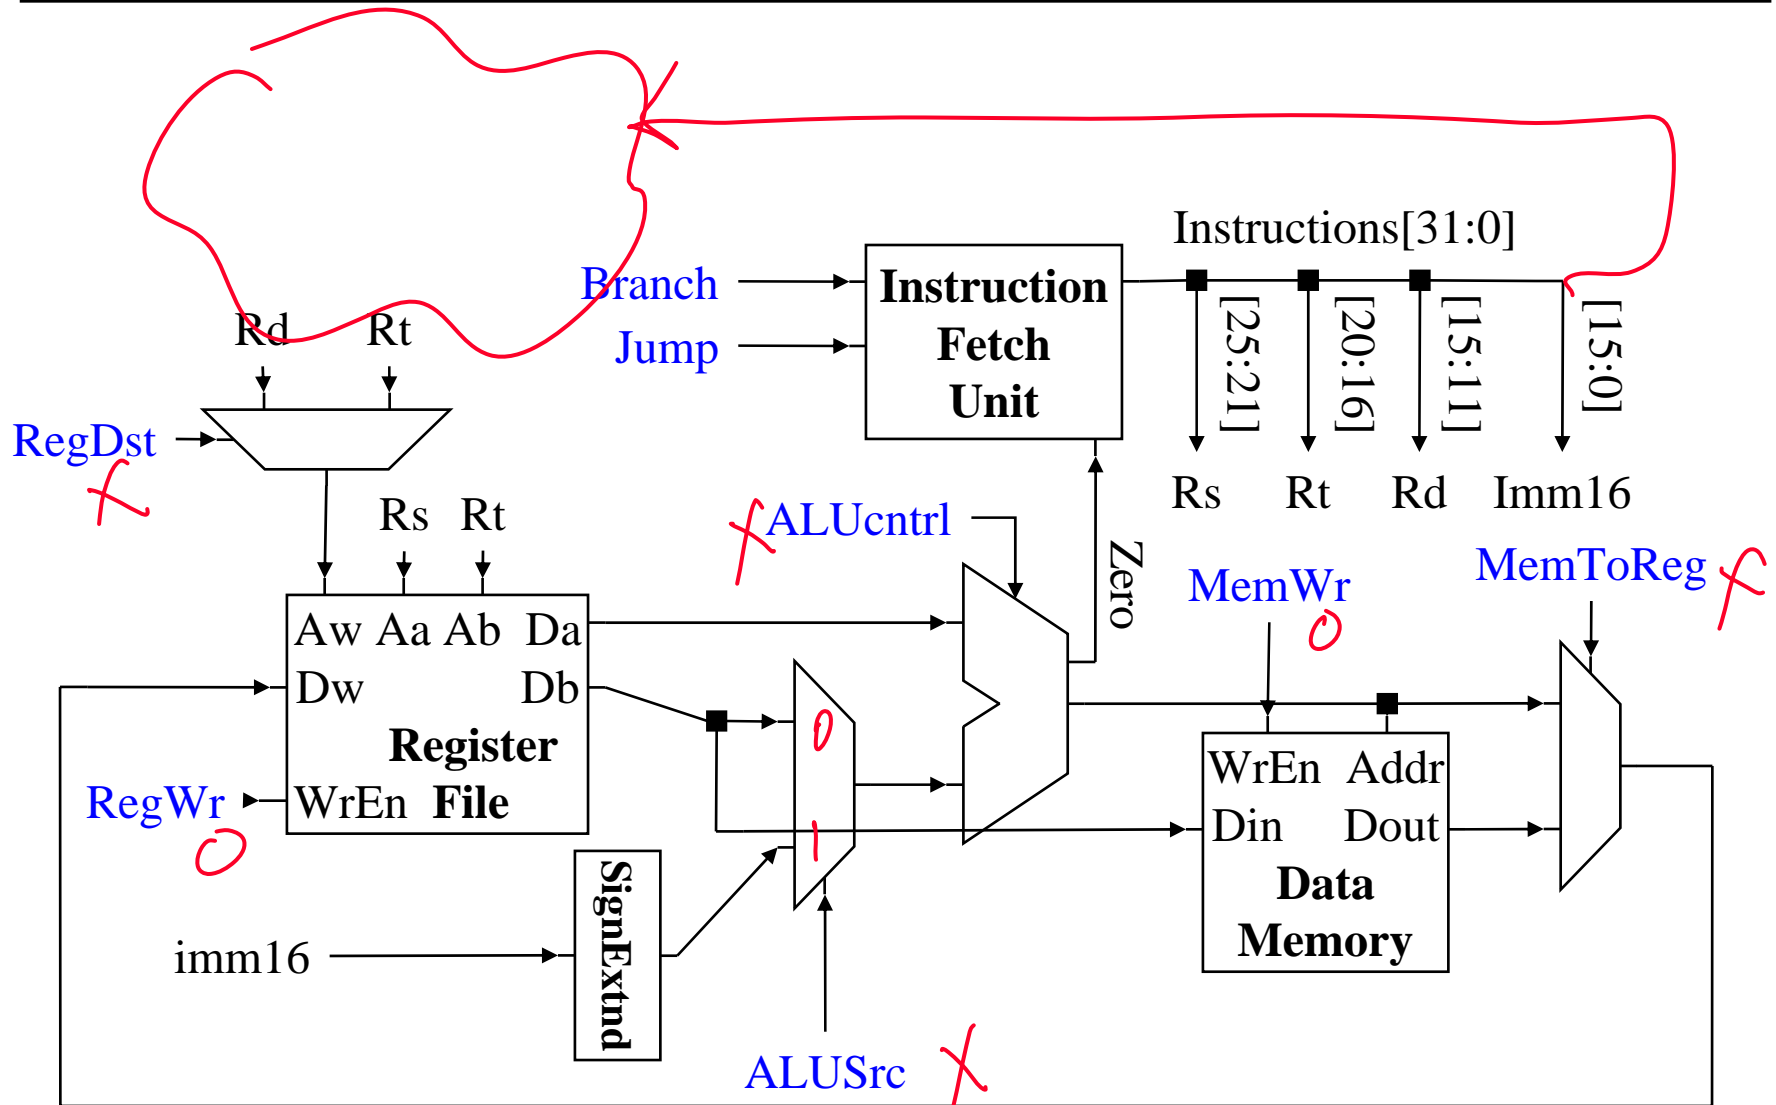 Instructions[31:0]
Branch
Jump
Instruction
Fetch
Unit
[25:21]
[20:16]
[15:11]
[15:0]
Rs
Rt
Rd
Imm16
Rd
Rt
RegDst
X
Rs
Rt
X
ALUcntrl
Zero
MemWr
0
MemToReg
X
Aw Aa Ab Da
Dw
Db
Register
File
WrEn
RegWr
0
0
1
WrEn Addr
Din Dout
Data
Memory
SignExtnd
imm16
ALUSrc
X